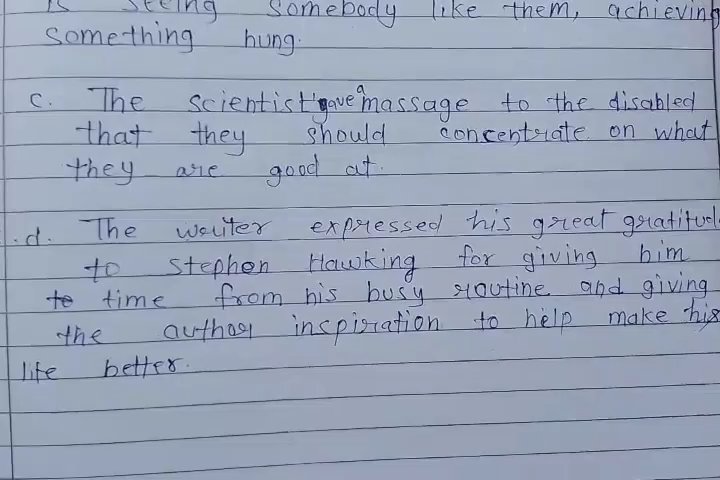 is seeing somebody like them, achieving
something hung.
c. The scientist gave a massage to the disabled
that they should concentrate on what
they are good at.
d. The writer expressed his great gratitud
to stephen Hawking for giving him
to time from his busy routine and giving
the author inspiration to help make his
life better.